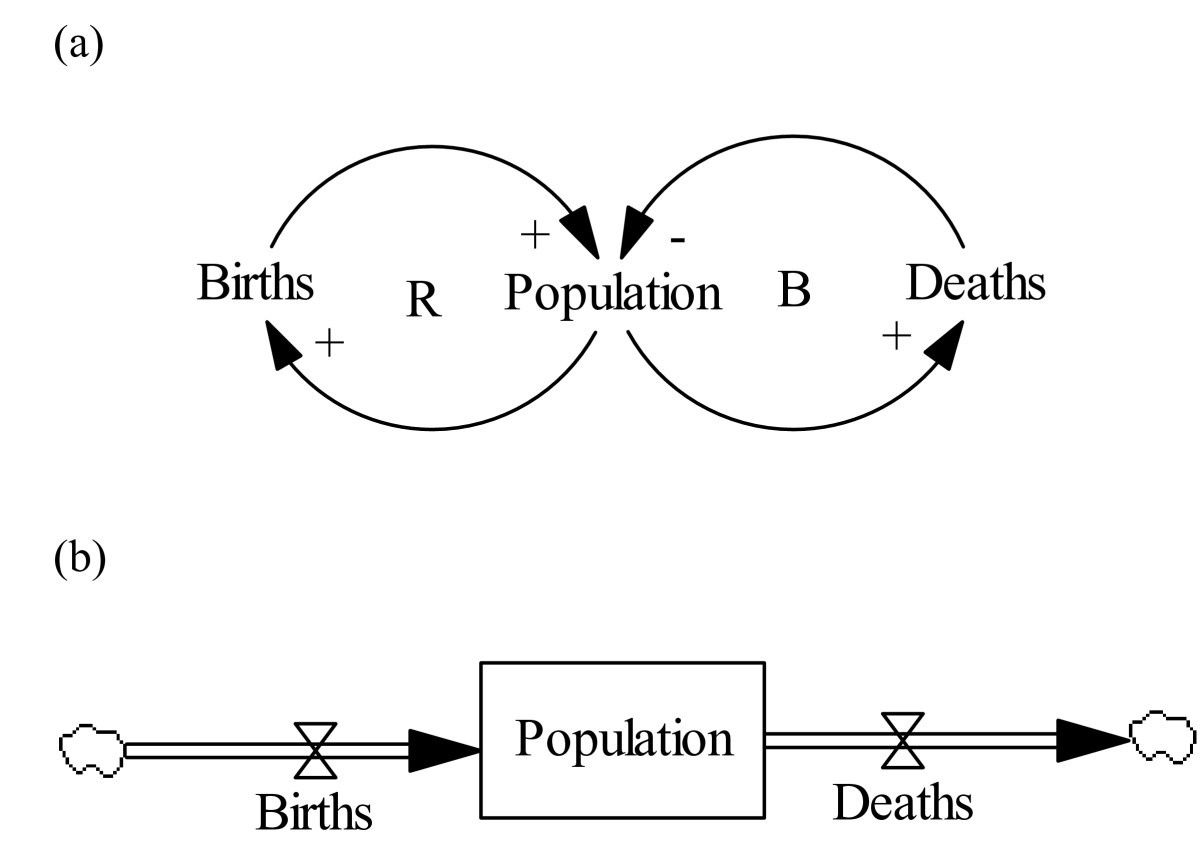 (a)
+ -
Births R Population B Deaths
+ +
(b)
Population
Births Deaths